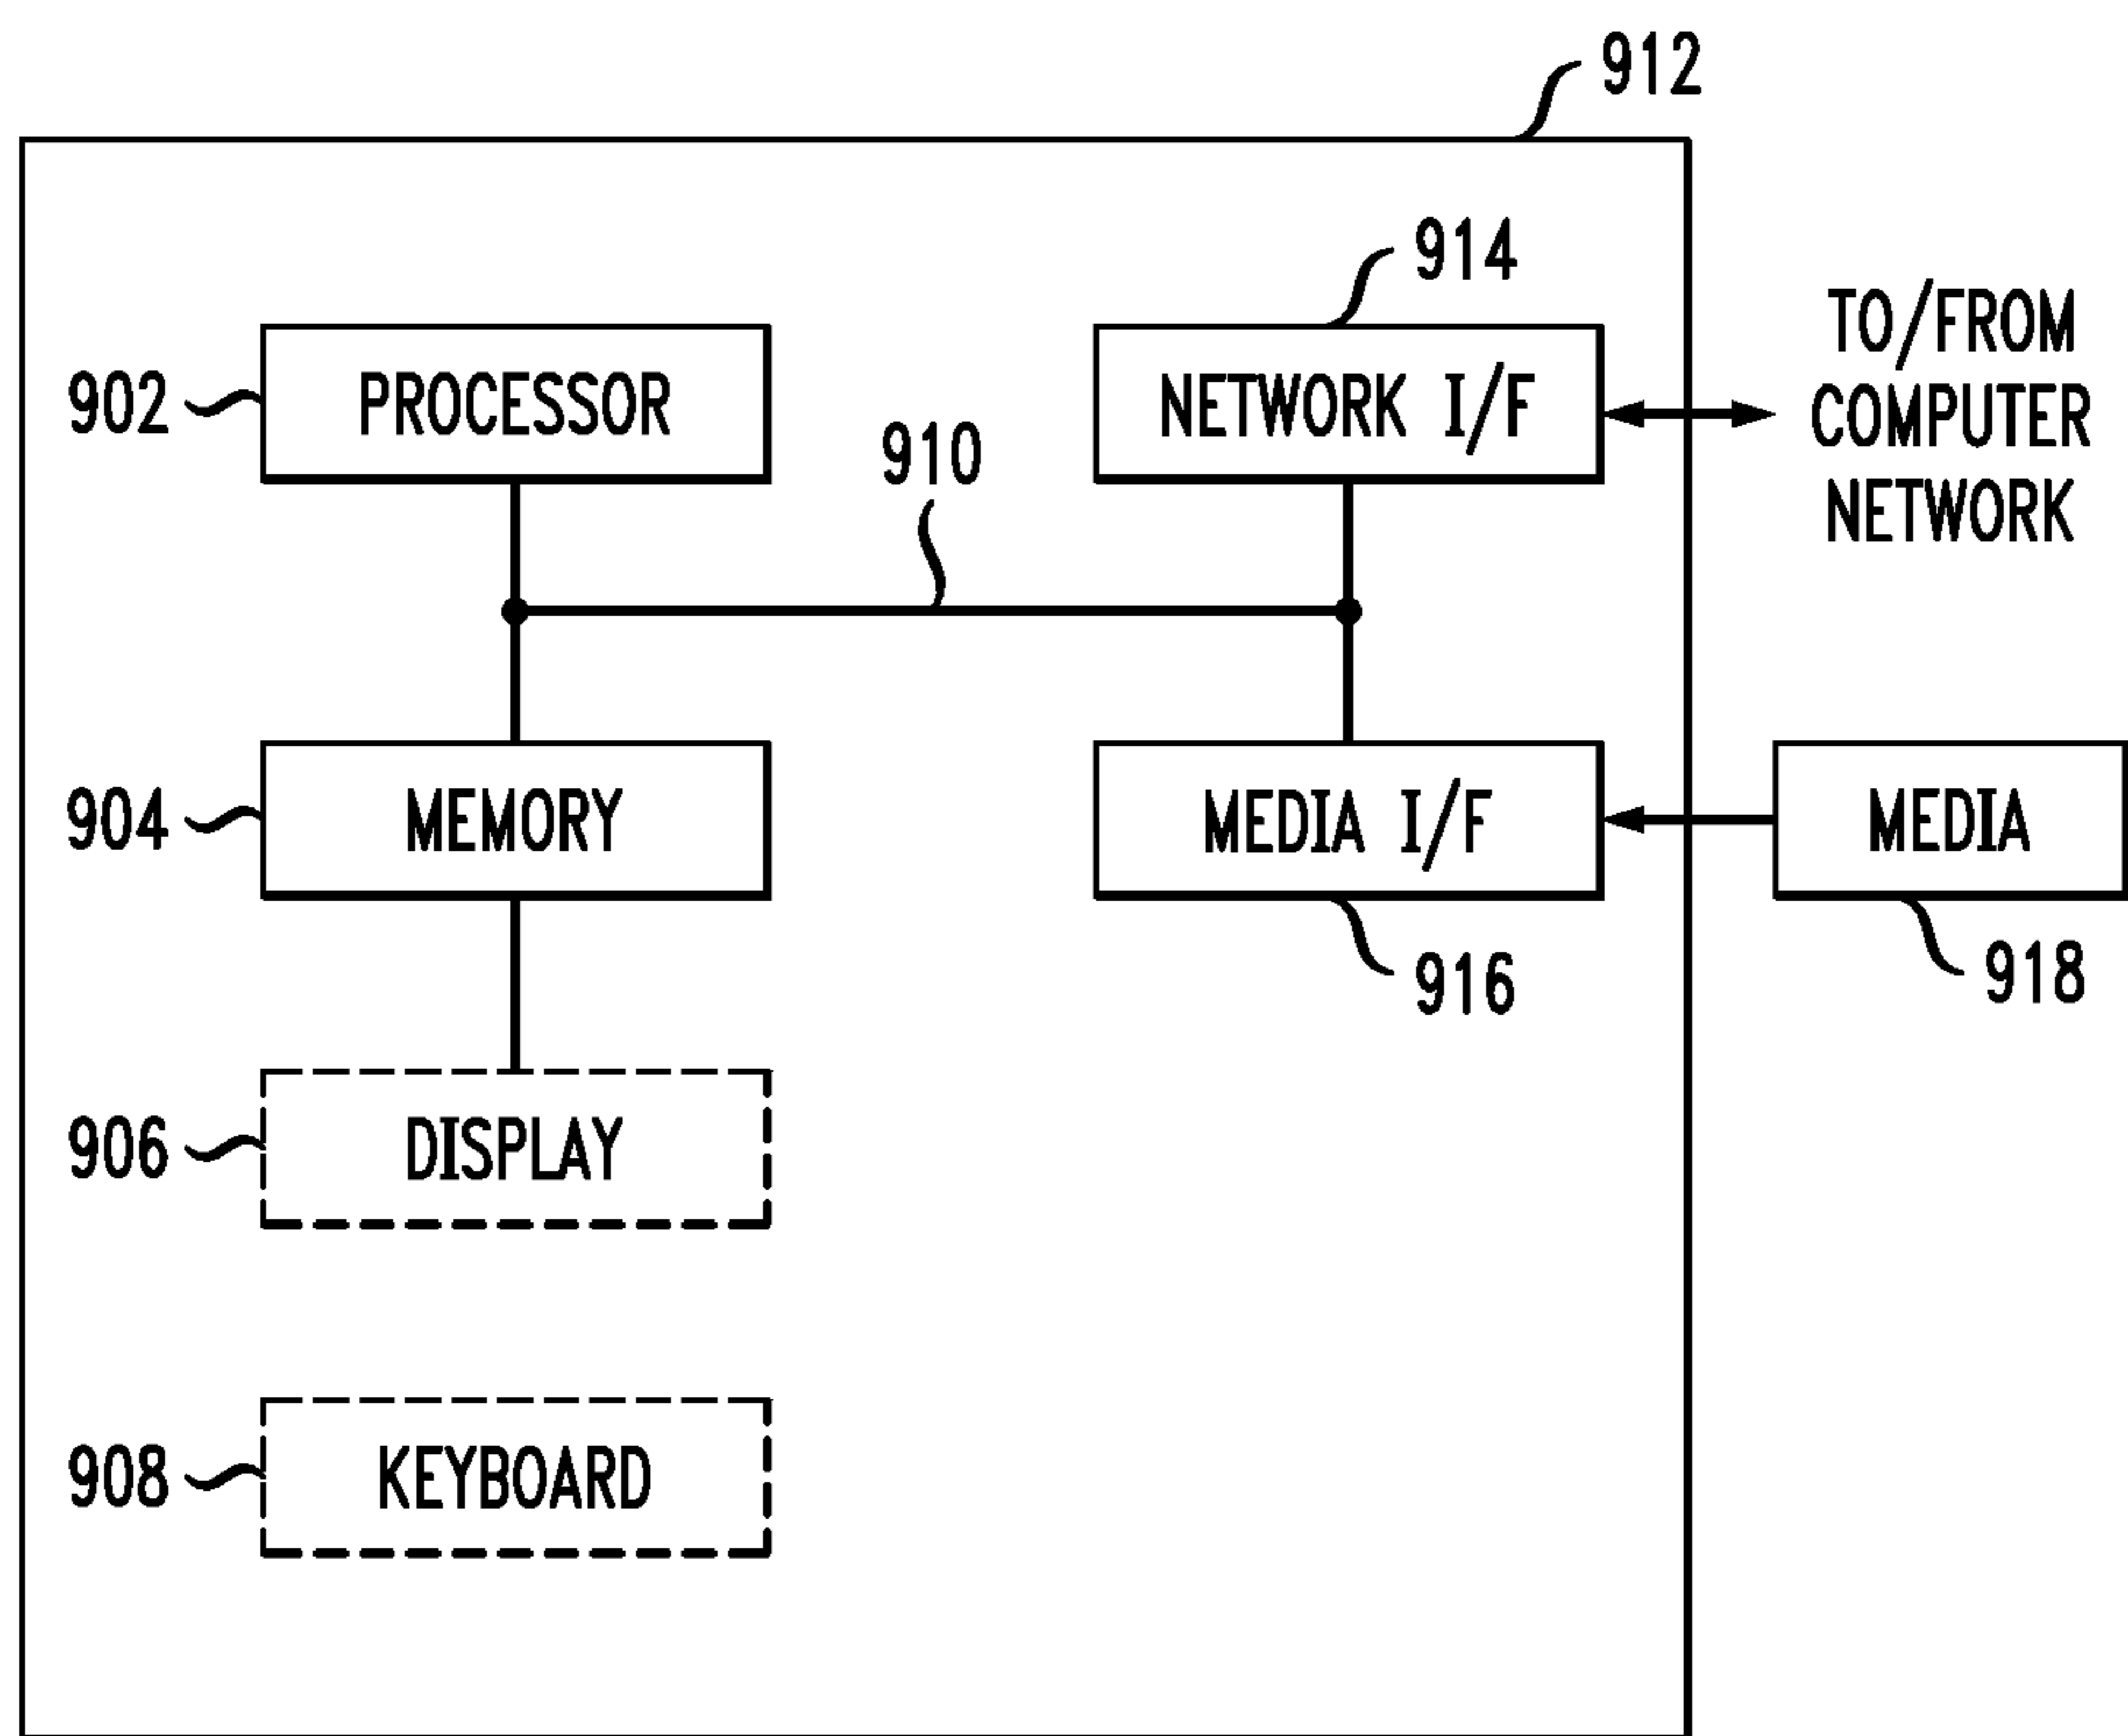 912
914
902
PROCESSOR
NETWORK I/F
TO/FROM
COMPUTER
NETWORK
910
904
MEMORY
MEDIA I/F
MEDIA
916
918
906
DISPLAY
908
KEYBOARD